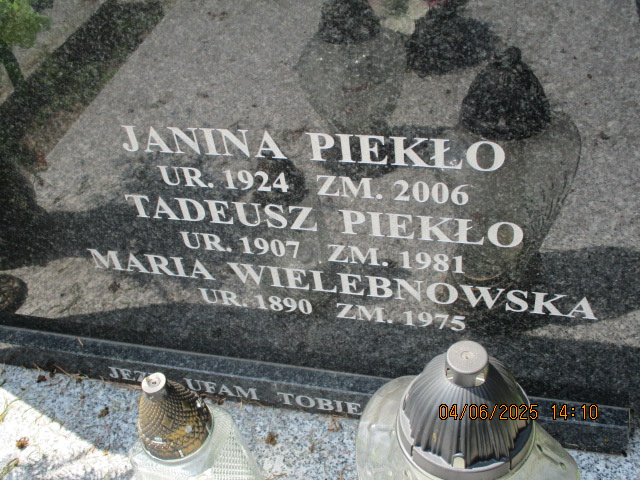 JANINA PIEKŁO
UR. 1924 ZM. 2006
TADEUSZ PIEKŁO
UR. 1907 ZM. 1981
MARIA WIELEBNOWSKA
UR. 1890 ZM. 1975
UFAM TOBIE
04/06/2025 14:10